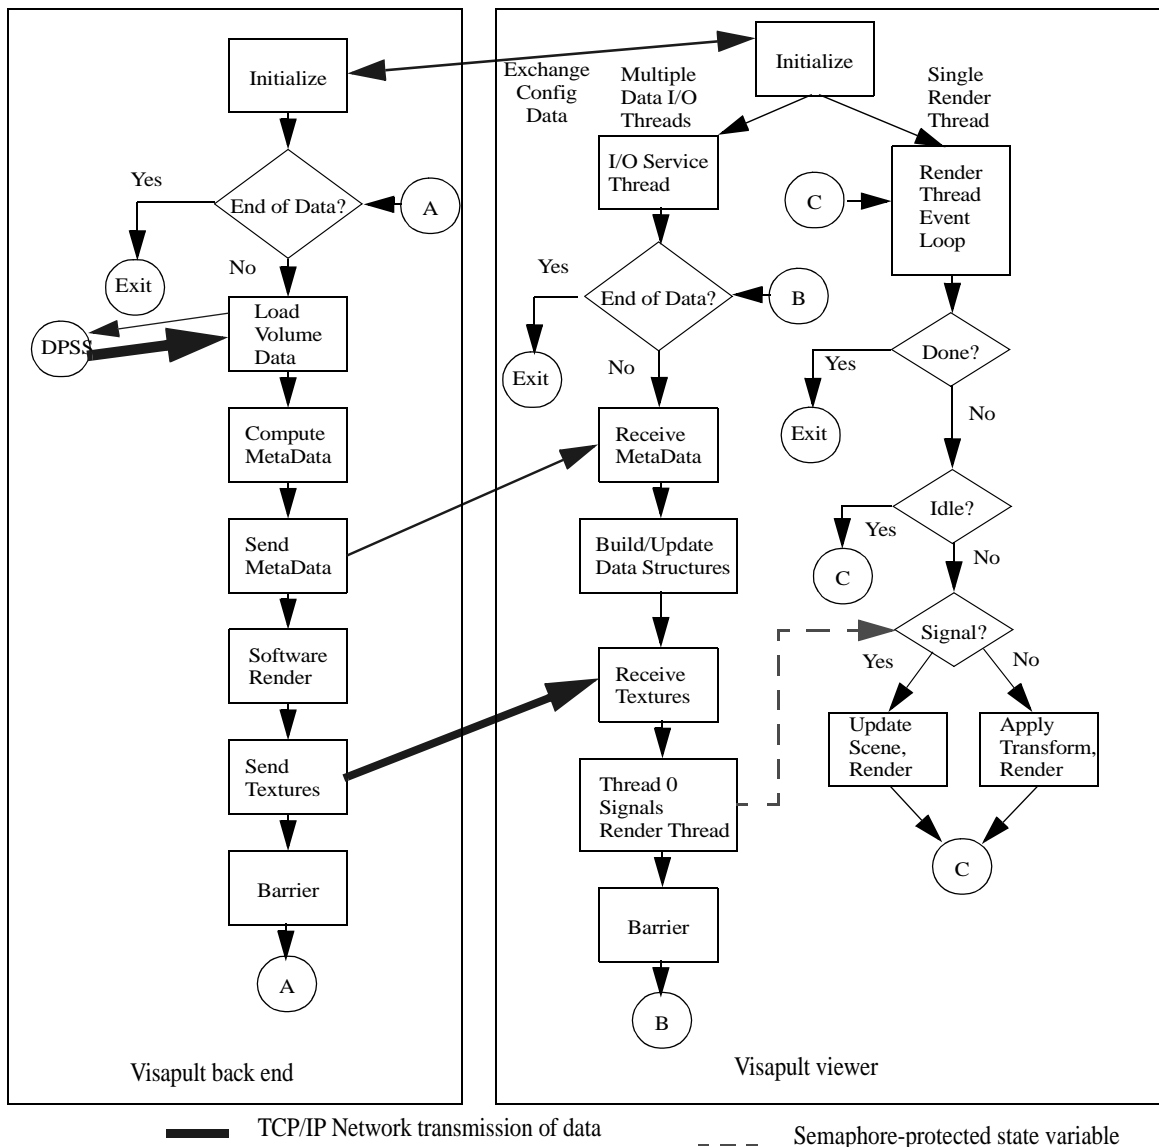 Initialize
Yes
End of Data?
A
No
Exit
DPSS
Load
Volume
Data
Compute
MetaData
Send
MetaData
Software
Render
Send
Textures
Barrier
A
Visapult back end
Exchange
Config
Data
Multiple
Data I/O
Threads
Initialize
Single
Render
Thread
I/O Service
Thread
Yes
End of Data?
B
Exit
No
Receive
MetaData
Build/Update
Data Structures
Receive
Textures
Thread 0
Signals
Render Thread
Barrier
B
C
Render
Thread
Event
Loop
Done?
Yes
No
Exit
Idle?
Yes
No
C
Signal?
Yes
No
Update
Scene,
Render
Apply
Transform,
Render
C
Visapult viewer
TCP/IP Network transmission of data
Semaphore-protected state variable